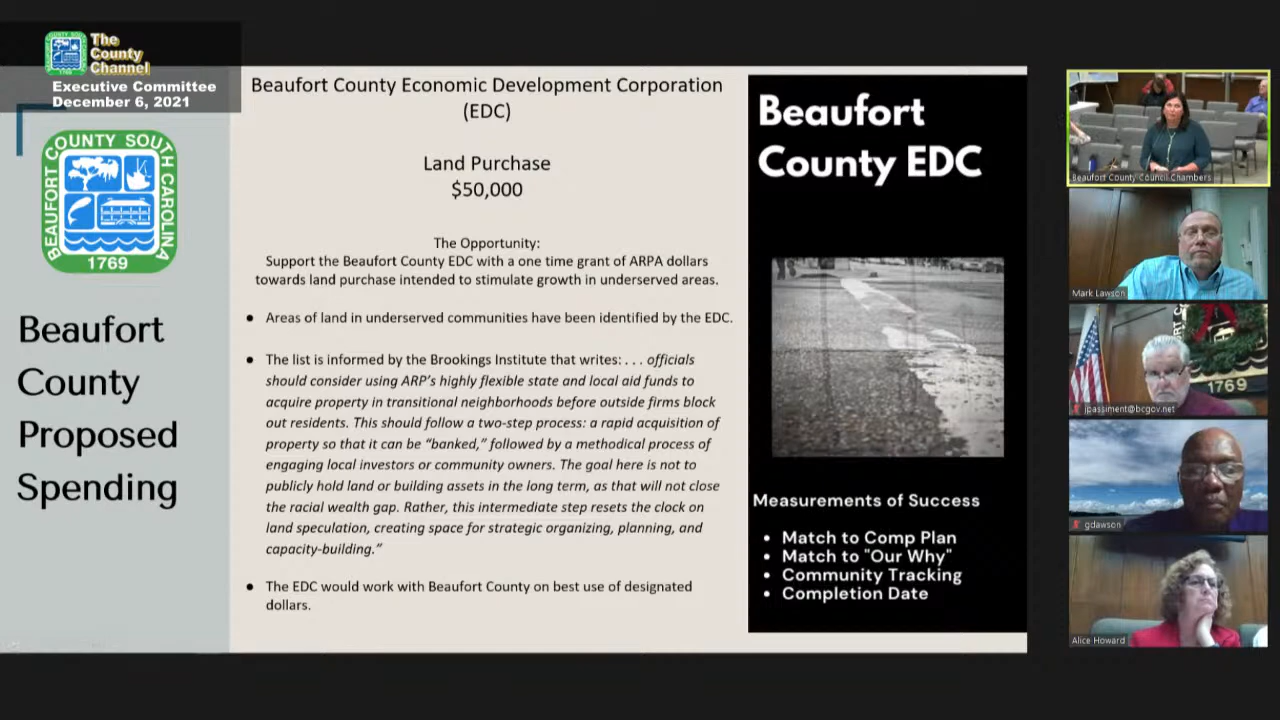 The
County
Channel
Executive Committee
December 6, 2021
BEAUFORT COUNTY SOUTH CAROLINA
1769
Beaufort
County
Proposed
Spending
Beaufort County Economic Development Corporation
(EDC)
Land Purchase
$50,000
The Opportunity:
Support the Beaufort County EDC with a one time grant of ARPA dollars
towards land purchase intended to stimulate growth in underserved areas.
● Areas of land in underserved communities have been identified by the EDC.
● The list is informed by the Brookings Institute that writes: . . . officials
should consider using ARP's highly flexible state and local aid funds to
acquire property in transitional neighborhoods before outside firms block
out residents. This should follow a two-step process: a rapid acquisition of
property so that it can be "banked," followed by a methodical process of
engaging local investors or community owners. The goal here is not to
publicly hold land or building assets in the long term, as that will not close
the racial wealth gap. Rather, this intermediate step resets the clock on
land speculation, creating space for strategic organizing, planning, and
capacity-building."
● The EDC would work with Beaufort County on best use of designated
dollars.
Beaufort
County EDC
Measurements of Success
• Match to Comp Plan
• Match to "Our Why"
• Community Tracking
• Completion Date
Beaufort County Council Chambers
Mark Lawson
1769
jpassiment@bcgov.net
gdawson
Alice Howard